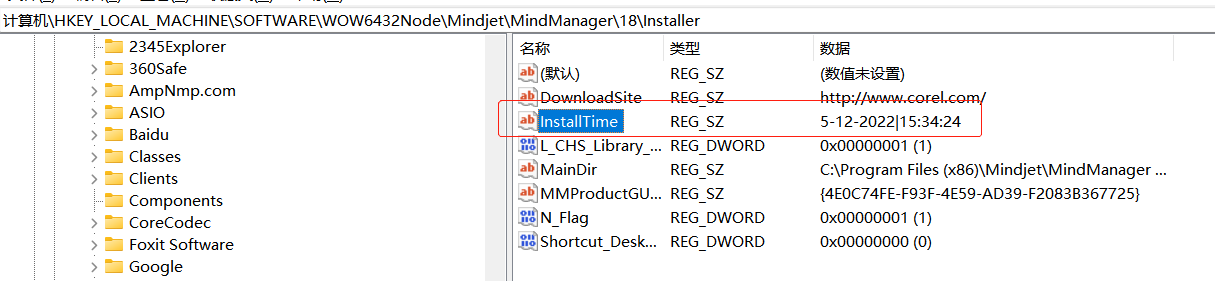 计算机\HKEY_LOCAL_MACHINE\SOFTWARE\WOW6432Node\Mindjet\MindManager\18\Installer
2345Explorer
360Safe
AmpNmp.com
ASIO
Baidu
Classes
Clients
Components
CoreCodec
Foxit Software
Google
名称 类型 数据
(默认) REG_SZ (数值未设置)
DownloadSite REG_SZ http://www.corel.com/
InstallTime REG_SZ 5-12-2022|15:34:24
L_CHS_Library_... REG_DWORD 0x00000001 (1)
MainDir REG_SZ C:\Program Files (x86)\Mindjet\MindManager ...
MMProductGU... REG_SZ {4E0C74FE-F93F-4E59-AD39-F2083B367725}
N_Flag REG_DWORD 0x00000001 (1)
Shortcut_Desk... REG_DWORD 0x00000000 (0)